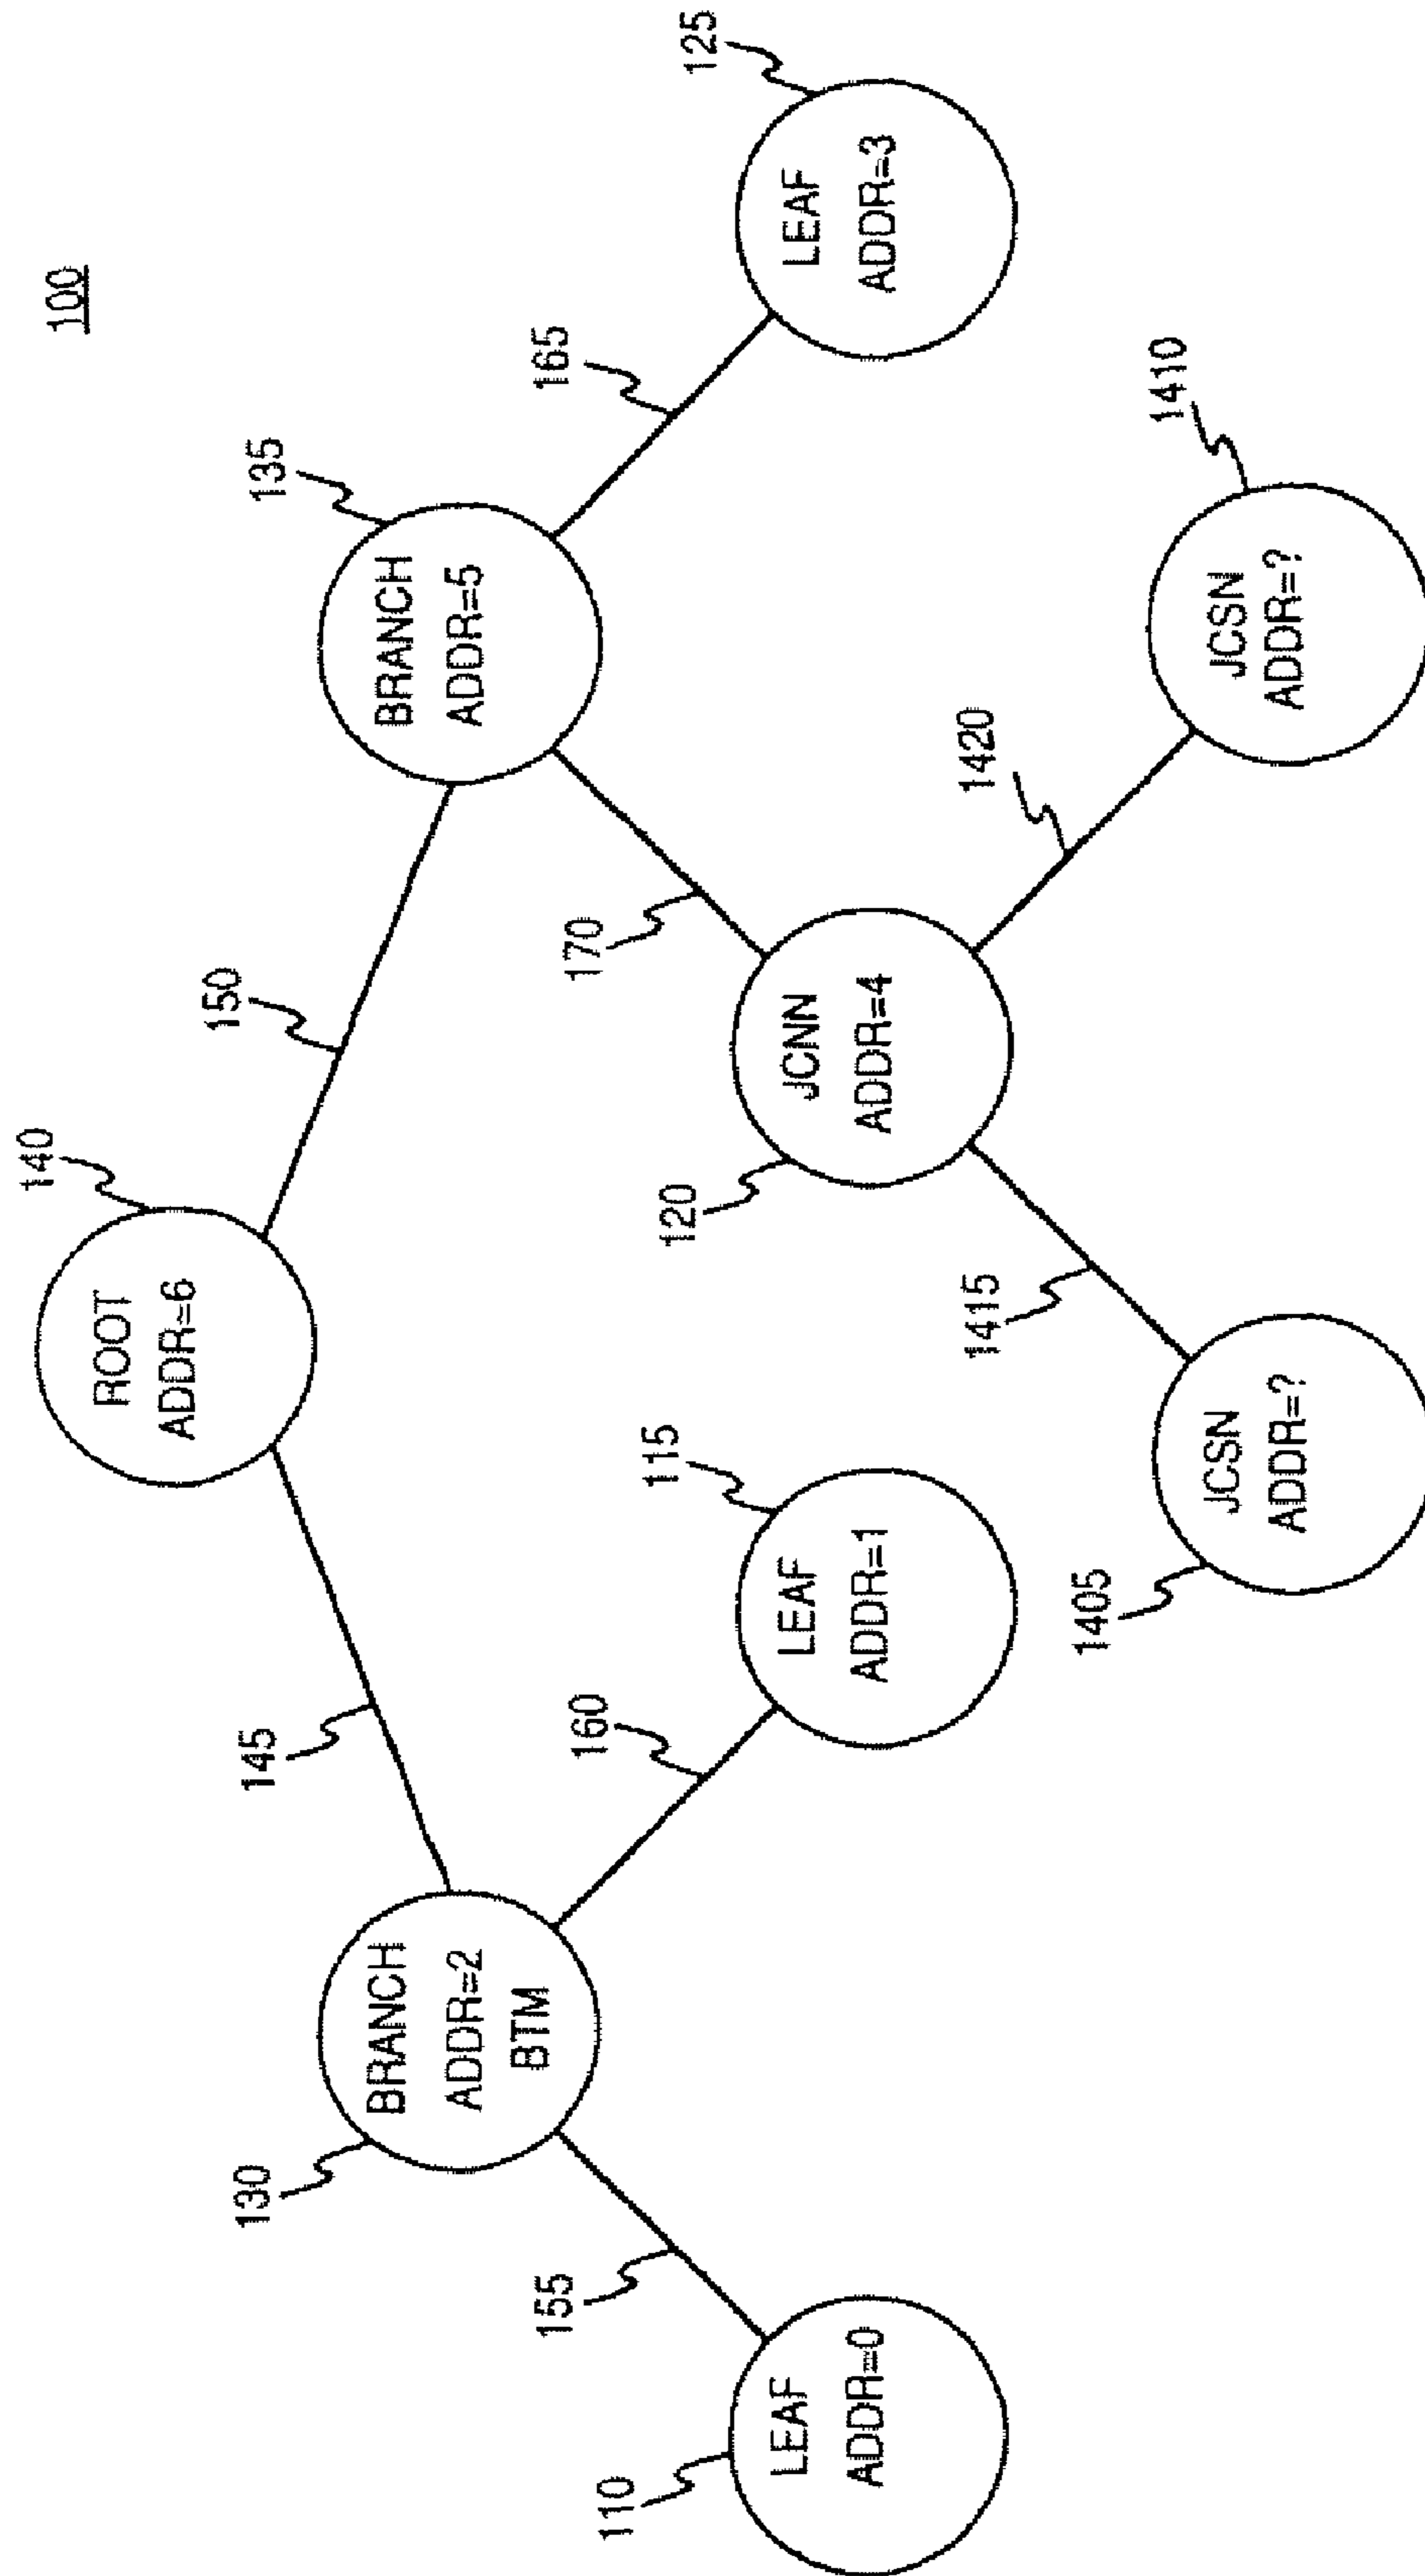 100
140
ROOT
ADDR=6
145
150
130
BRANCH
ADDR=2
BTM
135
BRANCH
ADDR=5
155
160
170
165
110
LEAF
ADDR=0
115
LEAF
ADDR=1
120
JCNN
ADDR=4
125
LEAF
ADDR=3
1415
1420
1405
JCSN
ADDR=?
1410
JCSN
ADDR=?